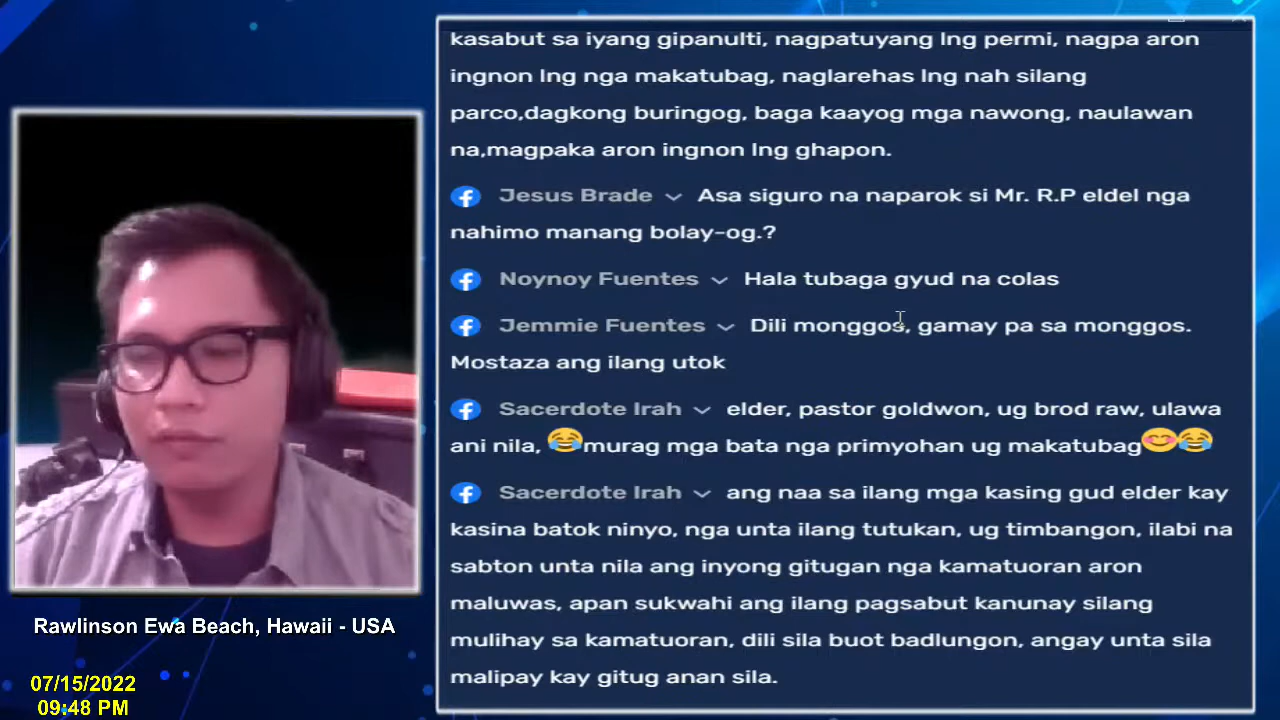 kasabut sa iyang gipanulti, nagpatuyang lng permi, nagpa aron
ingnon lng nga makatubag, naglarehas lng nah silang
parco,dagkong buringog, baga kaayog mga nawong, naulawan
na,magpaka aron ingnon lng ghapon.
Jesus Brade Asa siguro na naparok si Mr. R.P eldel nga
nahimo manang bolay-og.?
Noynoy Fuentes Hala tubaga gyud na colas
Jemmie Fuentes Dili monggos, gamay pa sa monggos.
Mostaza ang ilang utok
Sacerdote Irah elder, pastor goldwon, ug brod raw, ulawa
ani nila, 😂murag mga bata nga primyohan ug makatubag😊😂
Sacerdote Irah ang naa sa ilang mga kasing gud elder kay
kasina batok ninyo, nga unta ilang tutukan, ug timbangon, ilabi na
sabton unta nila ang inyong gitugan nga kamatuoran aron
maluwas, apan sukwahi ang ilang pagsabut kanunay silang
mulihay sa kamatuoran, dili sila buot badlungon, angay unta sila
malipay kay gitug anan sila.
Rawlinson Ewa Beach, Hawaii - USA
07/15/2022
09:48 PM